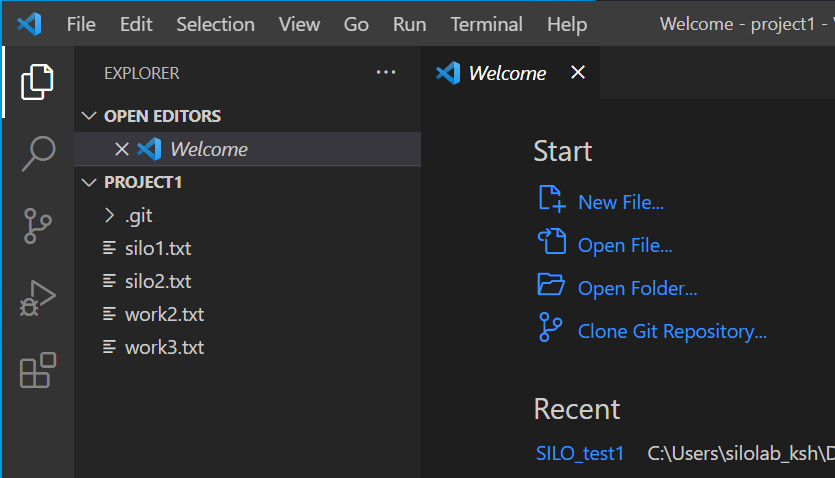 File Edit Selection View Go Run Terminal Help Welcome - project1 -
EXPLORER ···
OPEN EDITORS
Welcome
PROJECT1
.git
silo1.txt
silo2.txt
work2.txt
work3.txt
Welcome
Start
New File...
Open File...
Open Folder...
Clone Git Repository...
Recent
SILO_test1 C:\Users\silolab_ksh\D